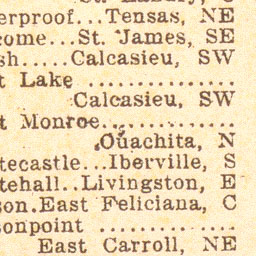 erproof...Tensas, NE
come...St. James, SE
sh.....Calcasieu, SW
t Lake ...............
Calcasieu, SW
t Monroe..............
Ouachita, N
tecastle...Iberville, S
tehall..Livingston, E
son.East Feliciana, C
sonpoint ..............
East Carroll, NE